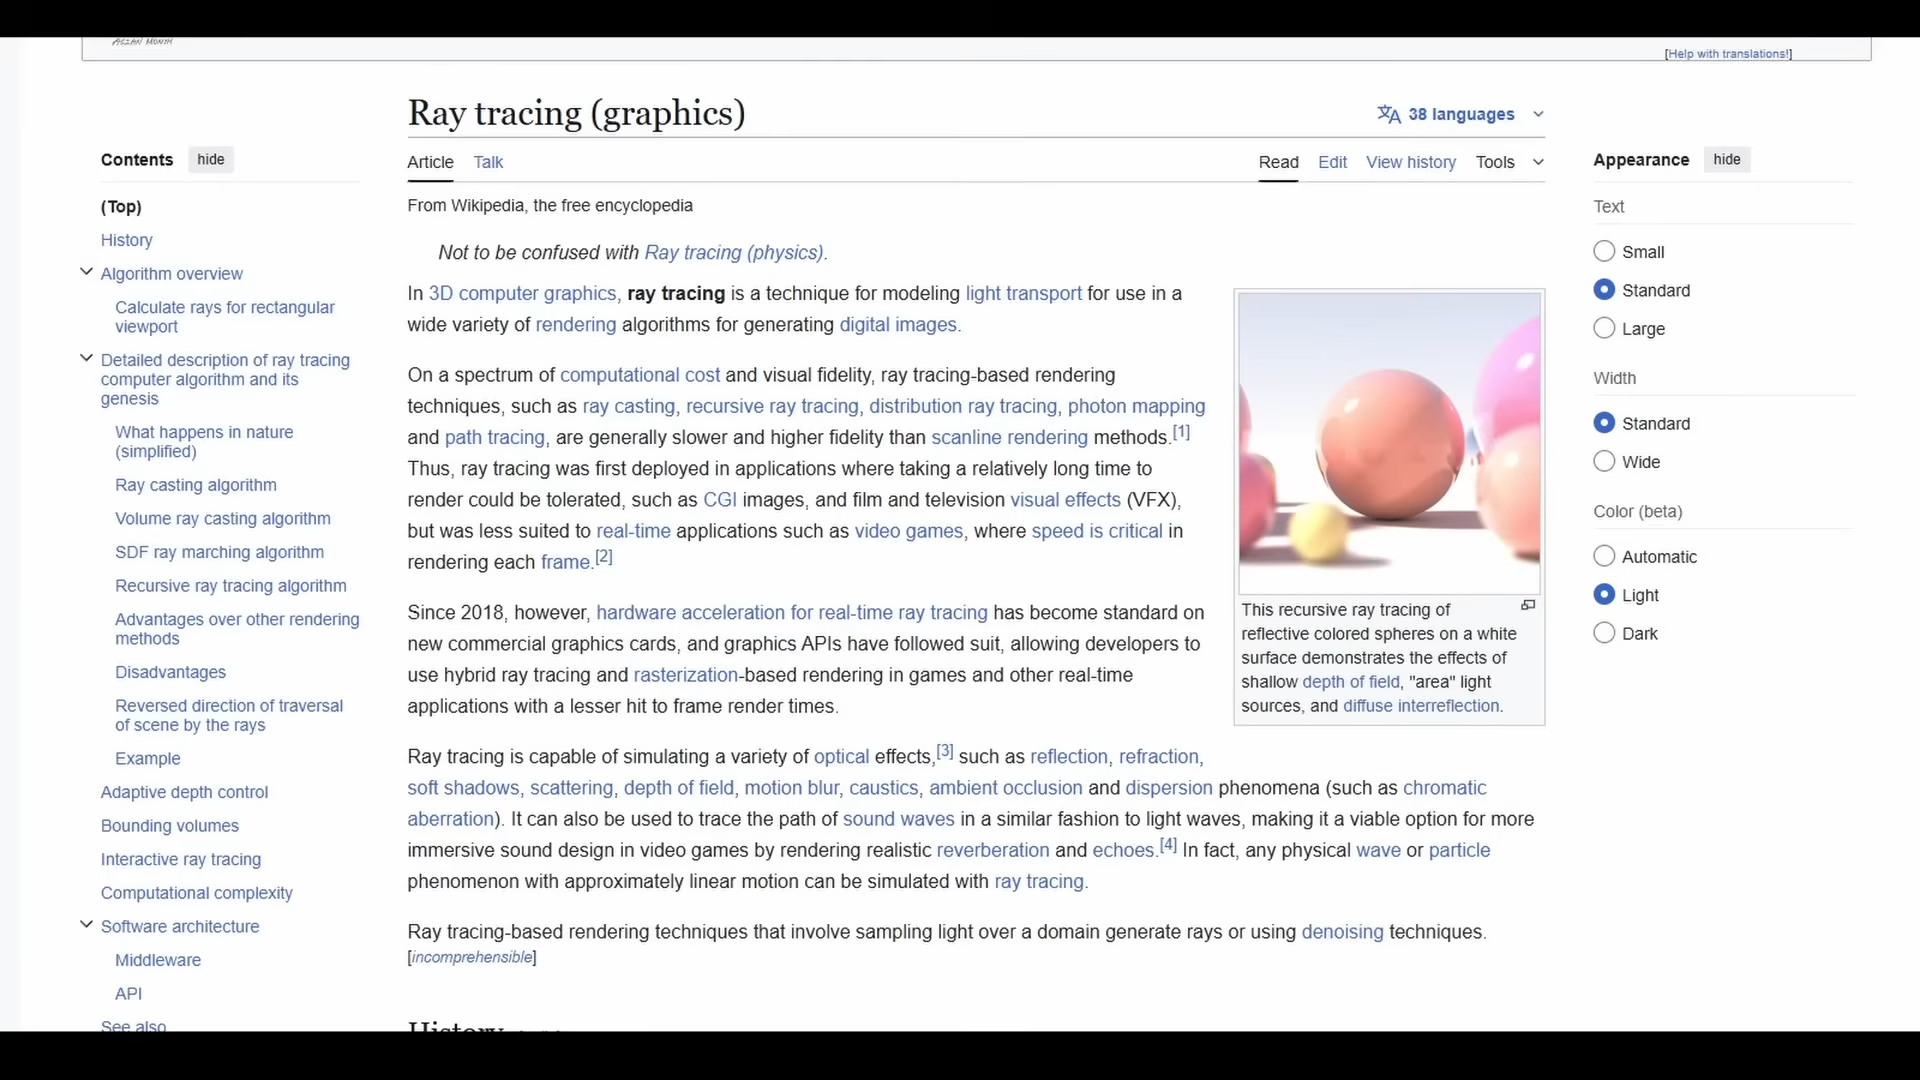 ASIAN MONTH
[Help with translations!]
Ray tracing (graphics)
38 languages
Article Talk
Read Edit View history Tools
From Wikipedia, the free encyclopedia
Contents hide
(Top)
History
Algorithm overview
Calculate rays for rectangular
viewport
Detailed description of ray tracing
computer algorithm and its
genesis
What happens in nature
(simplified)
Ray casting algorithm
Volume ray casting algorithm
SDF ray marching algorithm
Recursive ray tracing algorithm
Advantages over other rendering
methods
Disadvantages
Reversed direction of traversal
of scene by the rays
Example
Adaptive depth control
Bounding volumes
Interactive ray tracing
Computational complexity
Software architecture
Middleware
API
See also
Not to be confused with Ray tracing (physics).
In 3D computer graphics, ray tracing is a technique for modeling light transport for use in a
wide variety of rendering algorithms for generating digital images.
On a spectrum of computational cost and visual fidelity, ray tracing-based rendering
techniques, such as ray casting, recursive ray tracing, distribution ray tracing, photon mapping
and path tracing, are generally slower and higher fidelity than scanline rendering methods.[1]
Thus, ray tracing was first deployed in applications where taking a relatively long time to
render could be tolerated, such as CGI images, and film and television visual effects (VFX),
but was less suited to real-time applications such as video games, where speed is critical in
rendering each frame.[2]
Since 2018, however, hardware acceleration for real-time ray tracing has become standard on
new commercial graphics cards, and graphics APIs have followed suit, allowing developers to
use hybrid ray tracing and rasterization-based rendering in games and other real-time
applications with a lesser hit to frame render times.
Ray tracing is capable of simulating a variety of optical effects,[3] such as reflection, refraction,
soft shadows, scattering, depth of field, motion blur, caustics, ambient occlusion and dispersion phenomena (such as chromatic
aberration). It can also be used to trace the path of sound waves in a similar fashion to light waves, making it a viable option for more
immersive sound design in video games by rendering realistic reverberation and echoes.[4] In fact, any physical wave or particle
phenomenon with approximately linear motion can be simulated with ray tracing.
Ray tracing-based rendering techniques that involve sampling light over a domain generate rays or using denoising techniques.
[incomprehensible]
History
This recursive ray tracing of
reflective colored spheres on a white
surface demonstrates the effects of
shallow depth of field, "area" light
sources, and diffuse interreflection.
Appearance hide
Text
Small
Standard
Large
Width
Standard
Wide
Color (beta)
Automatic
Light
Dark